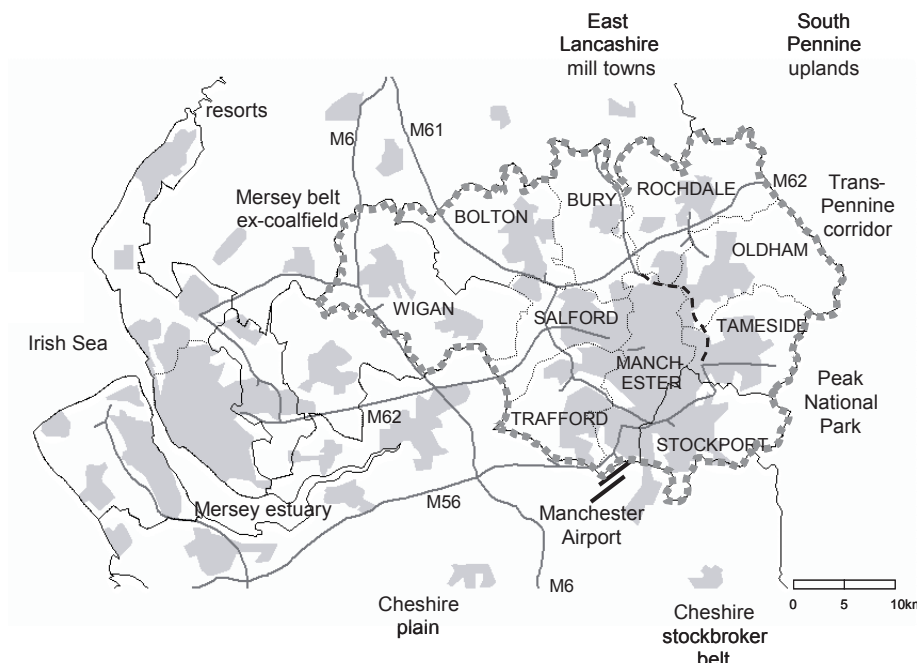 East
Lancashire
mill towns
South
Pennine
uplands
resorts
M6
M61
Mersey belt
ex-coalfield
BOLTON
BURY
ROCHDALE
M62
Trans-
Pennine
corridor
OLDHAM
WIGAN
SALFORD
TAMESIDE
Irish Sea
MANCH-
ESTER
Peak
National
Park
M62
TRAFFORD
STOCKPORT
Mersey estuary
M56
Manchester
Airport
M6
Cheshire
plain
Cheshire
stockbroker
belt
0 5 10km